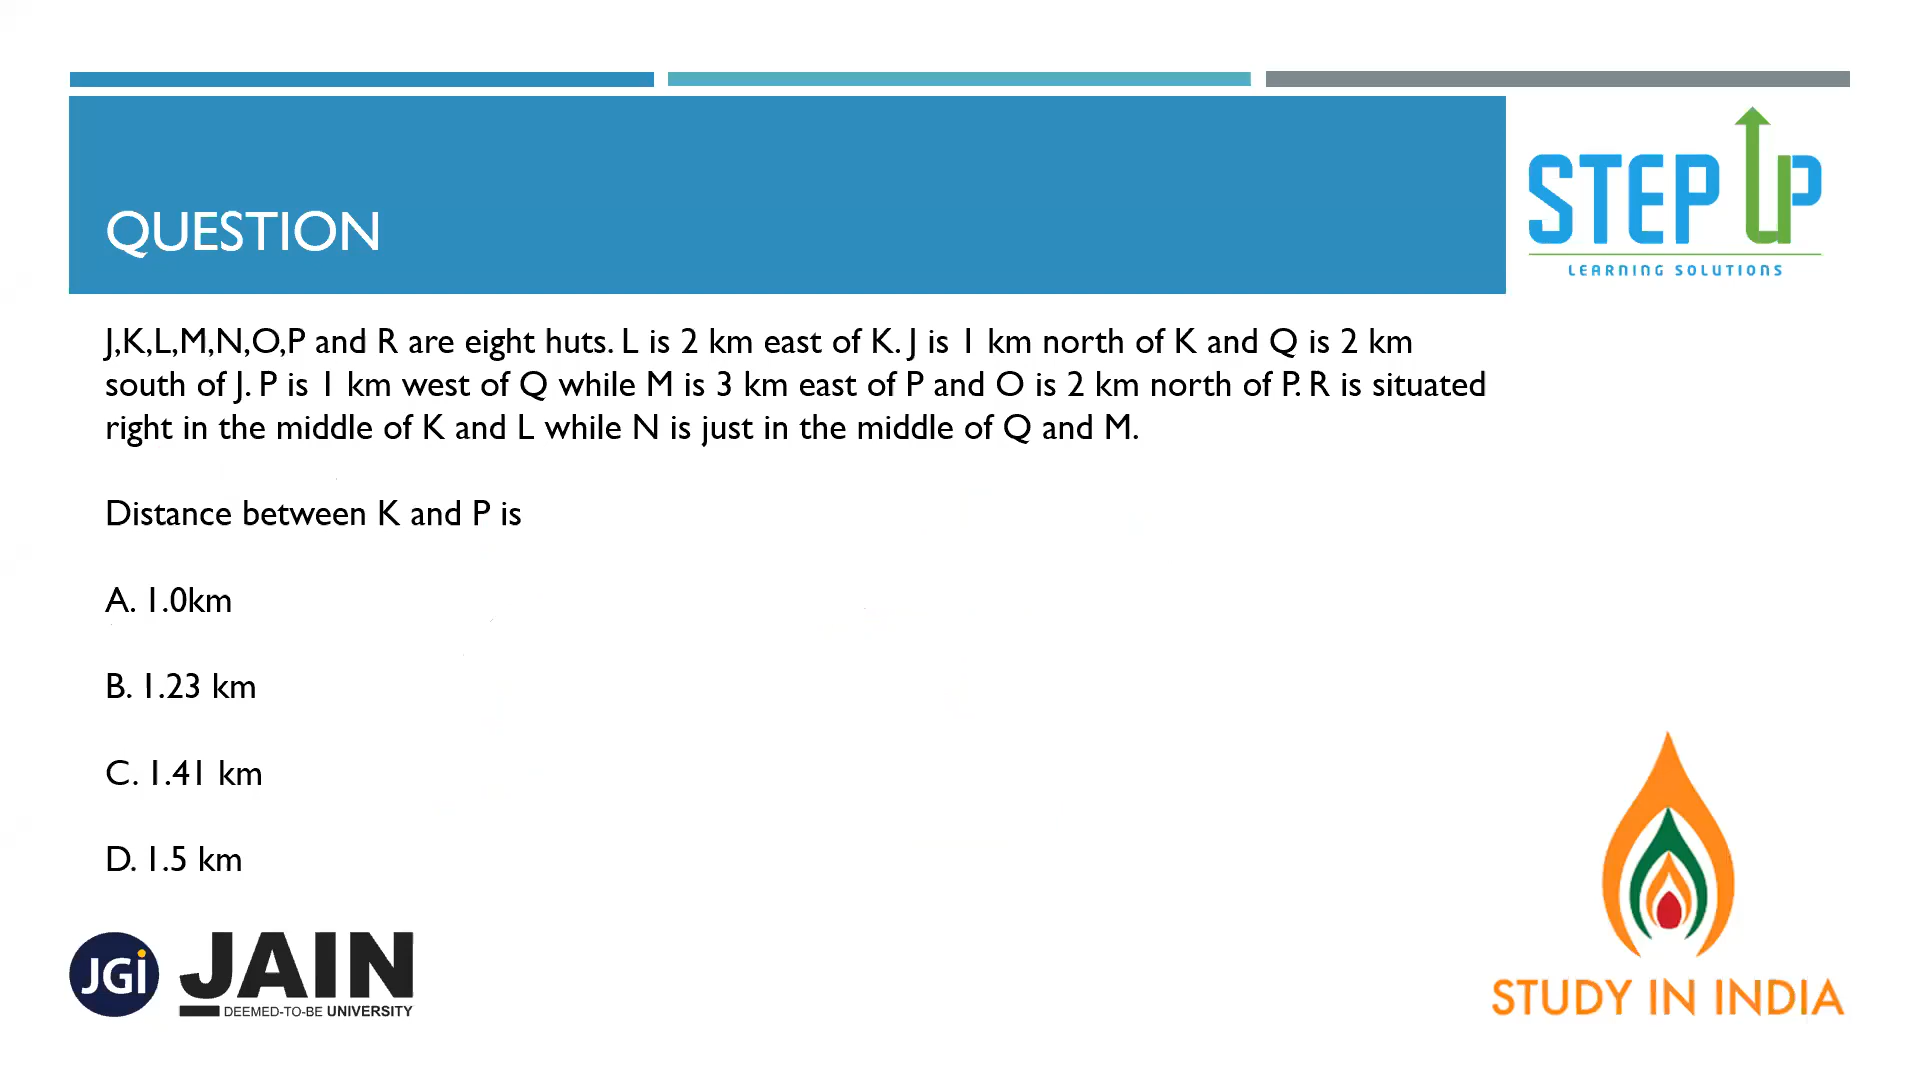 STEP UP
LEARNING SOLUTIONS
QUESTION
J,K,L,M,N,O,P and R are eight huts. L is 2 km east of K. J is 1 km north of K and Q is 2 km
south of J. P is 1 km west of Q while M is 3 km east of P and O is 2 km north of P. R is situated
right in the middle of K and L while N is just in the middle of Q and M.
Distance between K and P is
A. 1.0km
B. 1.23 km
C. 1.41 km
D. 1.5 km
JGi JAIN
DEEMED-TO-BE UNIVERSITY
STUDY IN INDIA